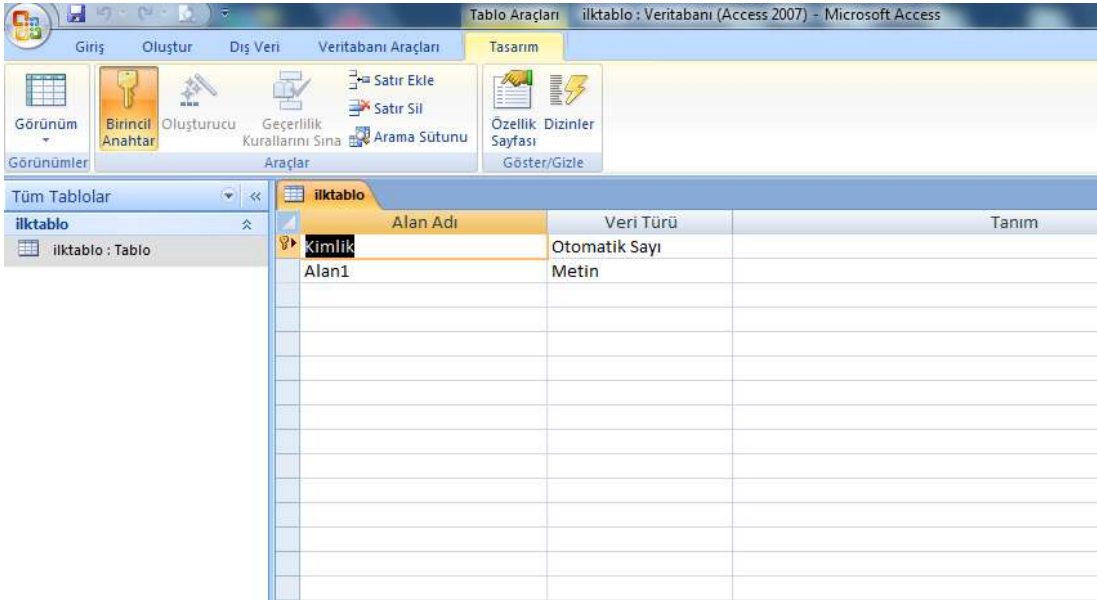 Tablo Araçları ilktablo : Veritabanı (Access 2007) - Microsoft Access
Giriş Oluştur Dış Veri Veritabanı Araçları Tasarım
Görünüm
Birincil Anahtar
Oluşturucu
Geçerlilik Kurallarını Sına
Satır Ekle
Satır Sil
Arama Sütunu
Özellik Sayfası
Dizinler
Görünümler Araçlar Göster/Gizle
Tüm Tablolar
ilktablo
ilktablo : Tablo
ilktablo
Alan Adı Veri Türü Tanım
Kimlik Otomatik Sayı
Alan1 Metin